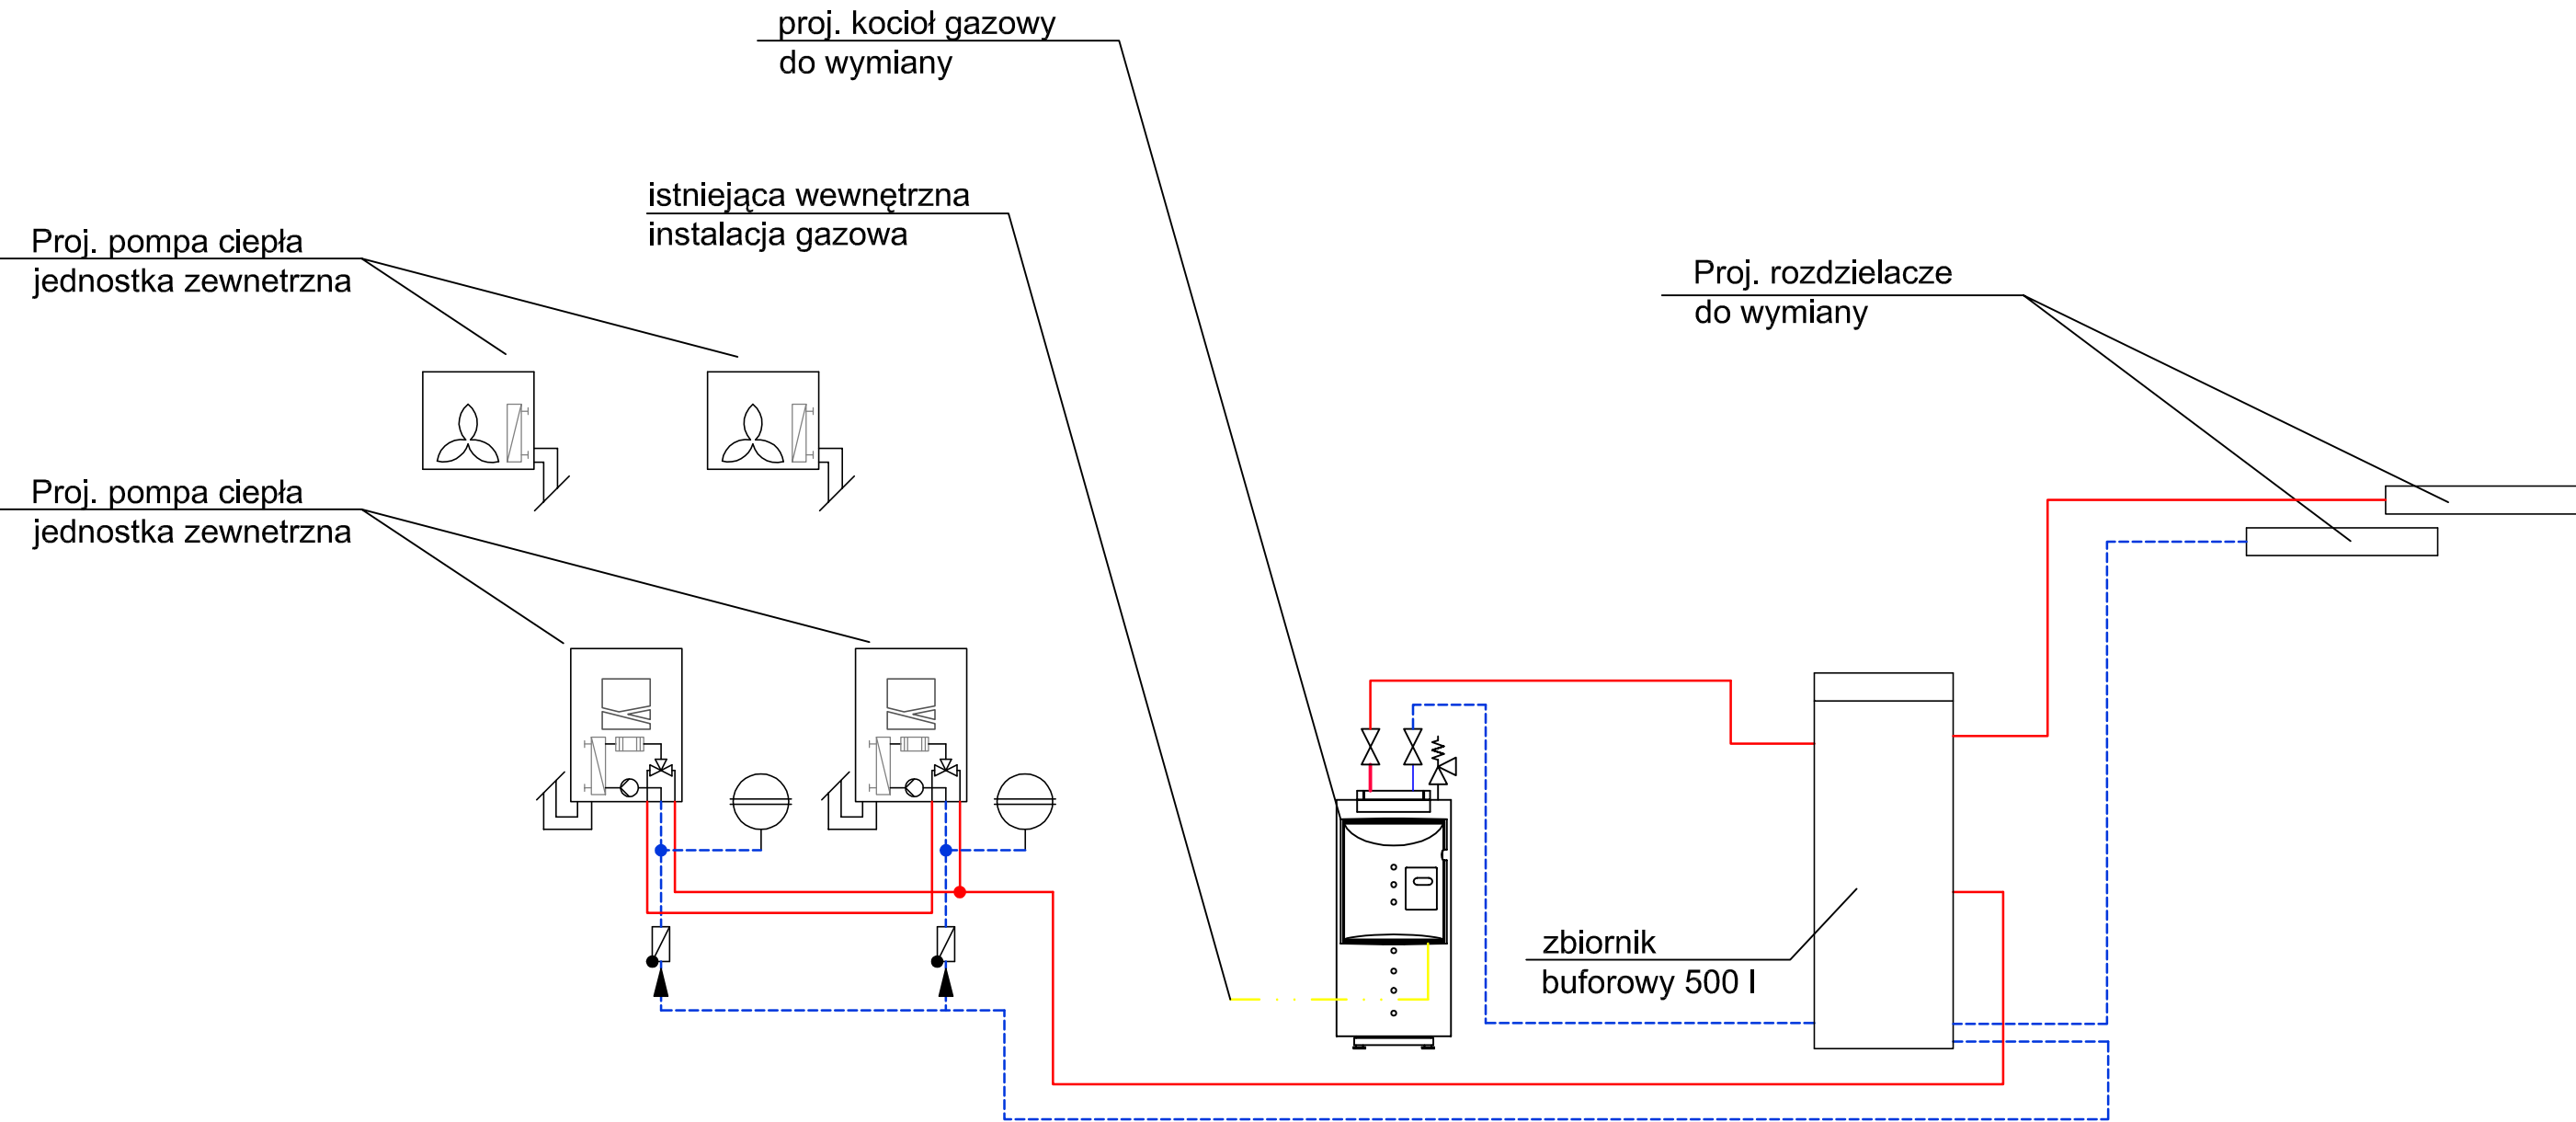 proj. kocioł gazowy
do wymiany
istniejąca wewnętrzna
instalacja gazowa
Proj. pompa ciepła
jednostka zewnetrzna
Proj. rozdzielacze
do wymiany
Proj. pompa ciepła
jednostka zewnetrzna
zbiornik
buforowy 500 l